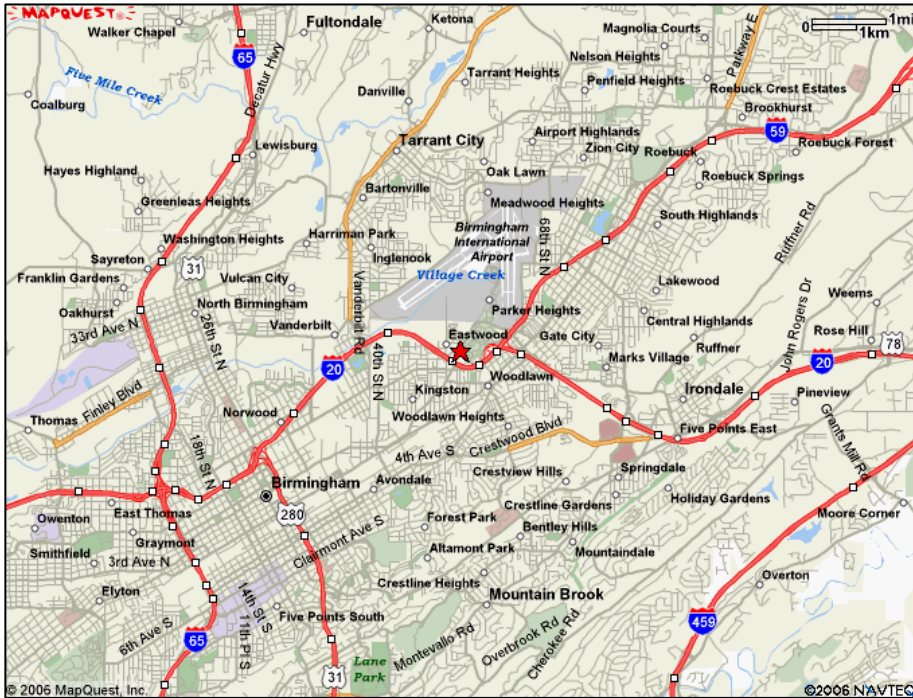 MAPQUEST
Walker Chapel
Fultondale
Ketona
Magnolia Courts
Parkway E
1mi
0
1km
65
Decatur Hwy
Nelson Heights
Tarrant Heights
Penfield Heights
Five Mile Creek
Danville
Roebuck Crest Estates
Coalburg
Brookhurst
Tarrant City
Airport Highlands
59
Lewisburg
Zion City
Roebuck
Roebuck Forest
Hayes Highland
Oak Lawn
Roebuck Springs
Bartonville
Greenleas Heights
Meadwood Heights
68th St N
South Highlands
Ruffner Rd
Washington Heights
Harriman Park
Birmingham
International
Airport
Sayreton
31
Inglenook
Franklin Gardens
Vulcan City
Village Creek
Lakewood
Oakhurst
North Birmingham
Vanderbilt Rd
Parker Heights
Weems
33rd Ave N
26th St N
Vanderbilt
Eastwood
Gate City
Central Highlands
John Rogers Dr
Rose Hill
78
Ruffner
20
40th St N
Marks Village
20
Finley Blvd
Kingston
Woodlawn
Irondale
Pineview
Thomas
Norwood
Woodlawn Heights
Grants Mill Rd
18th St N
4th Ave S
Crestwood Blvd
Five Points East
Birmingham
Avondale
Crestview Hills
Springdale
East Thomas
280
Crestline Gardens
Holiday Gardens
Moore Corner
Owenton
Graymont
Clairmont Ave S
Forest Park
Bentley Hills
Smithfield
3rd Ave N
Altamont Park
Mountaindale
Elyton
14th St S
Crestline Heights
Overton
Five Points South
Mountain Brook
6th Ave S
11th Pl S
Montevallo Rd
Overbrook Rd
Cherokee Rd
459
65
31
Lane
Park
© 2006 MapQuest, Inc.
©2006 NAVTEQ